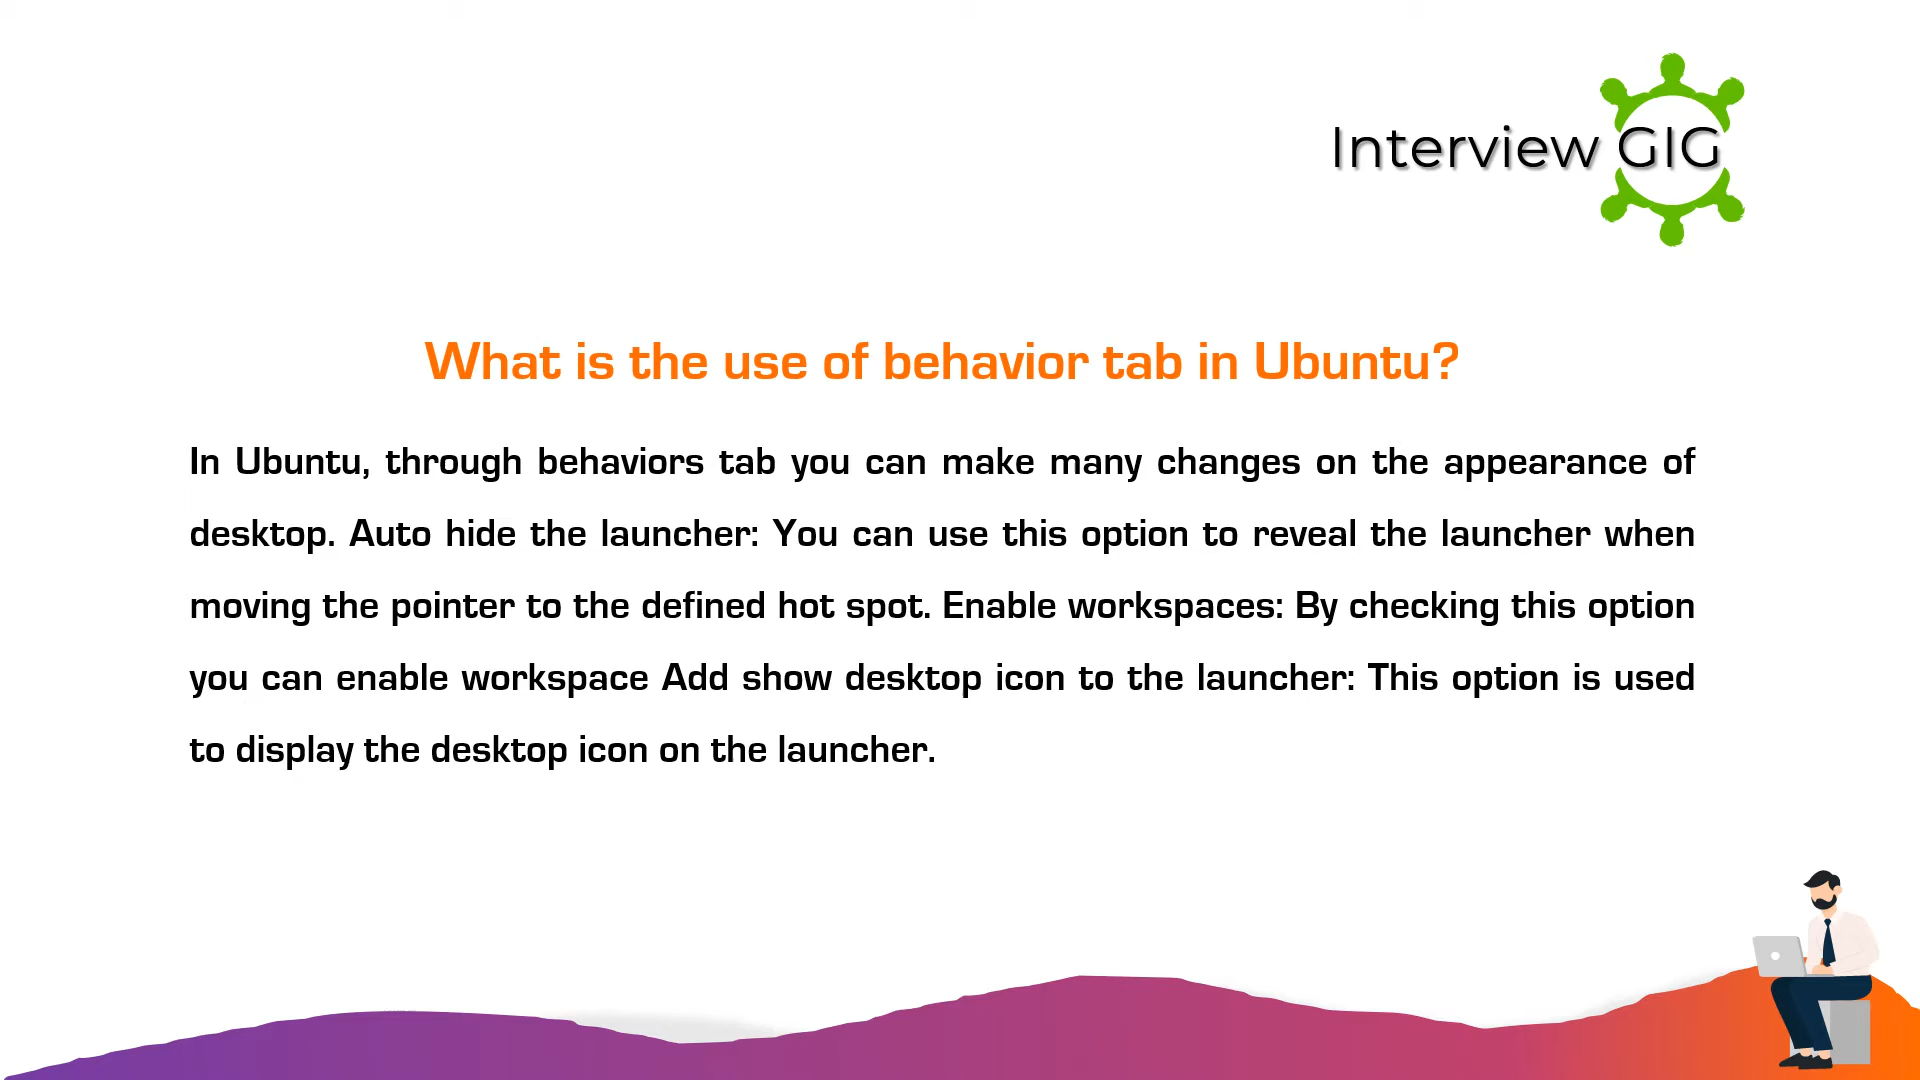 Interview GIG
What is the use of behavior tab in Ubuntu?
In Ubuntu, through behaviors tab you can make many changes on the appearance of
desktop. Auto hide the launcher: You can use this option to reveal the launcher when
moving the pointer to the defined hot spot. Enable workspaces: By checking this option
you can enable workspace Add show desktop icon to the launcher: This option is used
to display the desktop icon on the launcher.